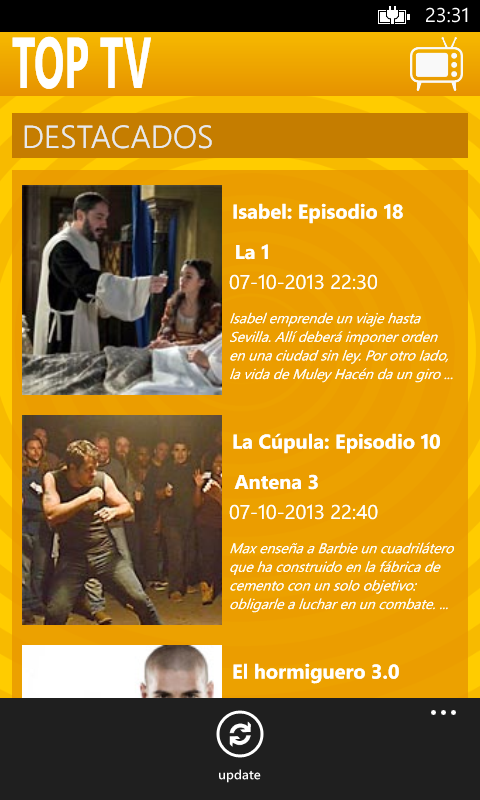 23:31
TOP TV
DESTACADOS
Isabel: Episodio 18
La 1
07-10-2013 22:30
Isabel emprende un viaje hasta
Sevilla. Allí deberá imponer orden
en una ciudad sin ley. Por otro lado,
la vida de Muley Hacén da un giro ...
La Cúpula: Episodio 10
Antena 3
07-10-2013 22:40
Max enseña a Barbie un cuadrilátero
que ha construido en la fábrica de
cemento con un solo objetivo:
obligarle a luchar en un combate. ...
El hormiguero 3.0
...
update